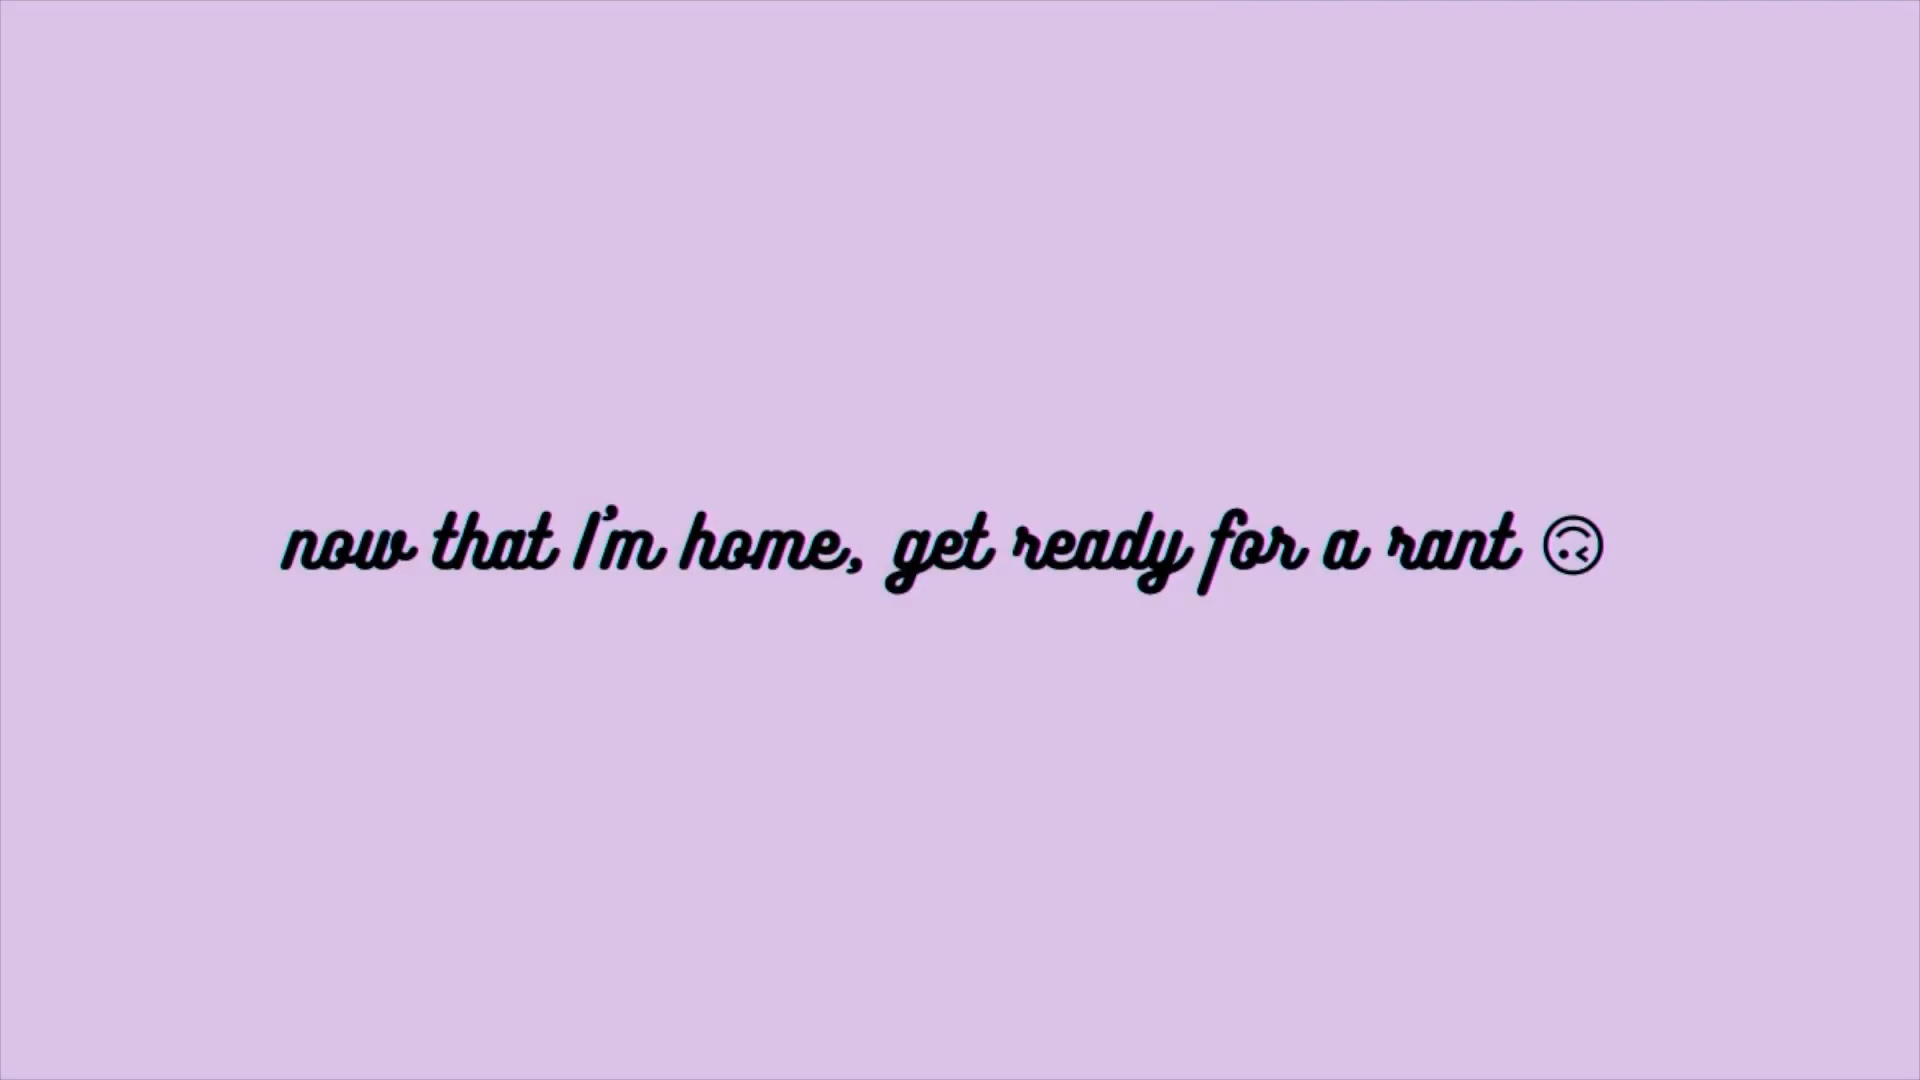 now that I'm home, get ready for a rant 🙃